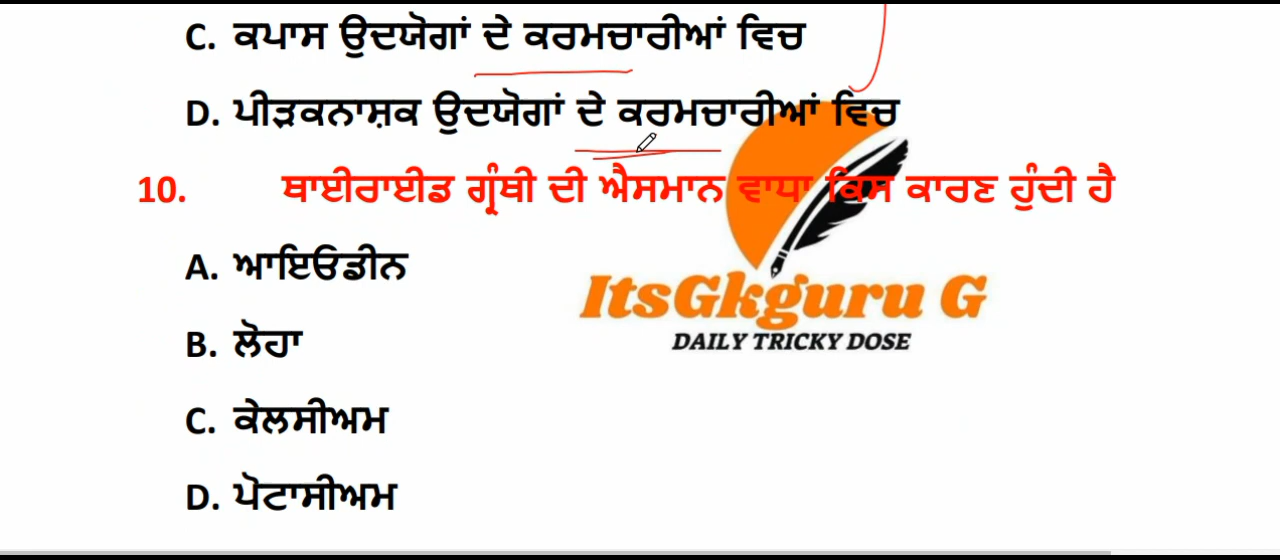 C. ਕਪਾਸ ਉਦਯੋਗਾਂ ਦੇ ਕਰਮਚਾਰੀਆਂ ਵਿਚ
D. ਪੀੜਕਨਾਸ਼ਕ ਉਦਯੋਗਾਂ ਦੇ ਕਰਮਚਾਰੀਆਂ ਵਿਚ
10. ਥਾਈਰਾਈਡ ਗ੍ਰੰਥੀ ਦੀ ਐਸਮਾਨ ਵਾਧਾ ਕਿਸ ਕਾਰਣ ਹੁੰਦੀ ਹੈ
A. ਆਇਓਡੀਨ
ItsGkguru G
B. ਲੋਹਾ
DAILY TRICKY DOSE
C. ਕੇਲਸੀਅਮ
D. ਪੋਟਾਸੀਅਮ